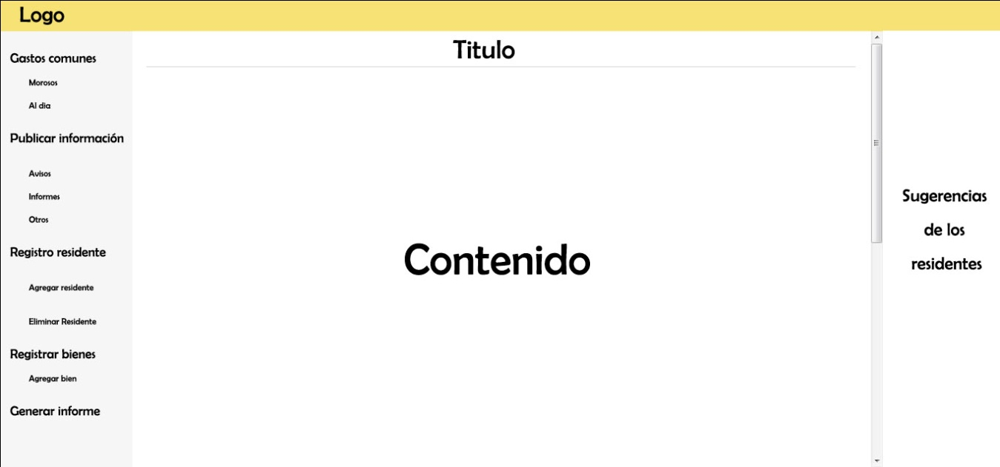 Logo
Gastos comunes
Morosos
Al dia
Publicar información
Avisos
Informes
Otros
Registro residente
Agregar residente
Eliminar Residente
Registrar bienes
Agregar bien
Generar informe
Titulo
Contenido
Sugerencias
de los
residentes